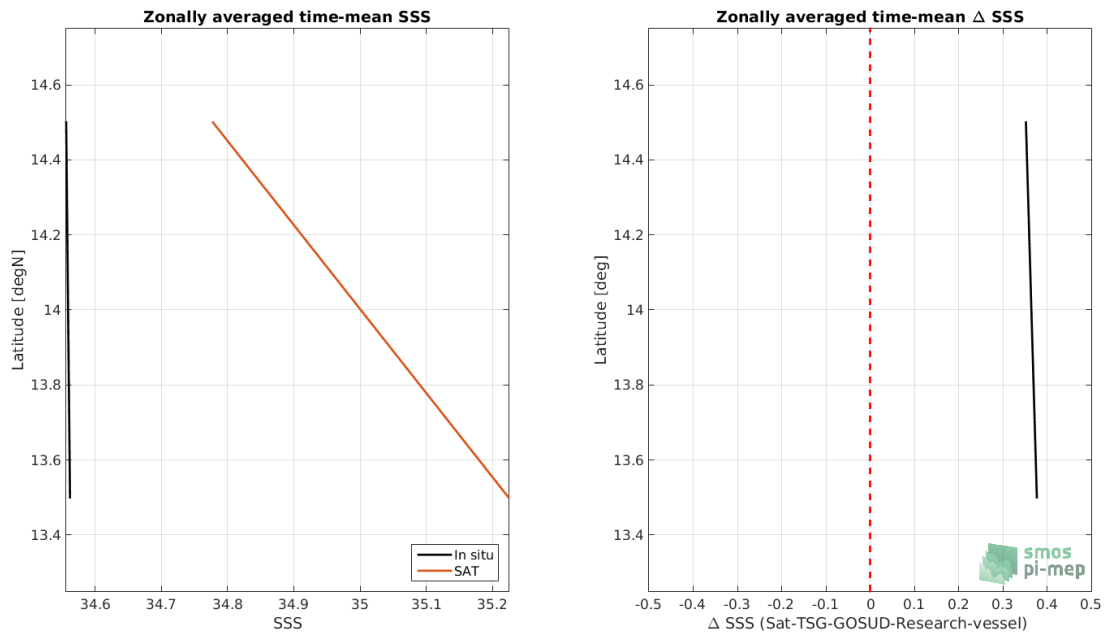 Zonally averaged time-mean SSS
14.6
14.4
14.2
14
13.8
13.6
13.4
Latitude [degN]
34.6 34.7 34.8 34.9 35 35.1 35.2
SSS
In situ
SAT
Zonally averaged time-mean Δ SSS
14.6
14.4
14.2
14
13.8
13.6
13.4
Latitude [deg]
-0.5 -0.4 -0.3 -0.2 -0.1 0 0.1 0.2 0.3 0.4 0.5
Δ SSS (Sat-TSG-GOSUD-Research-vessel)
smos
pi-mep